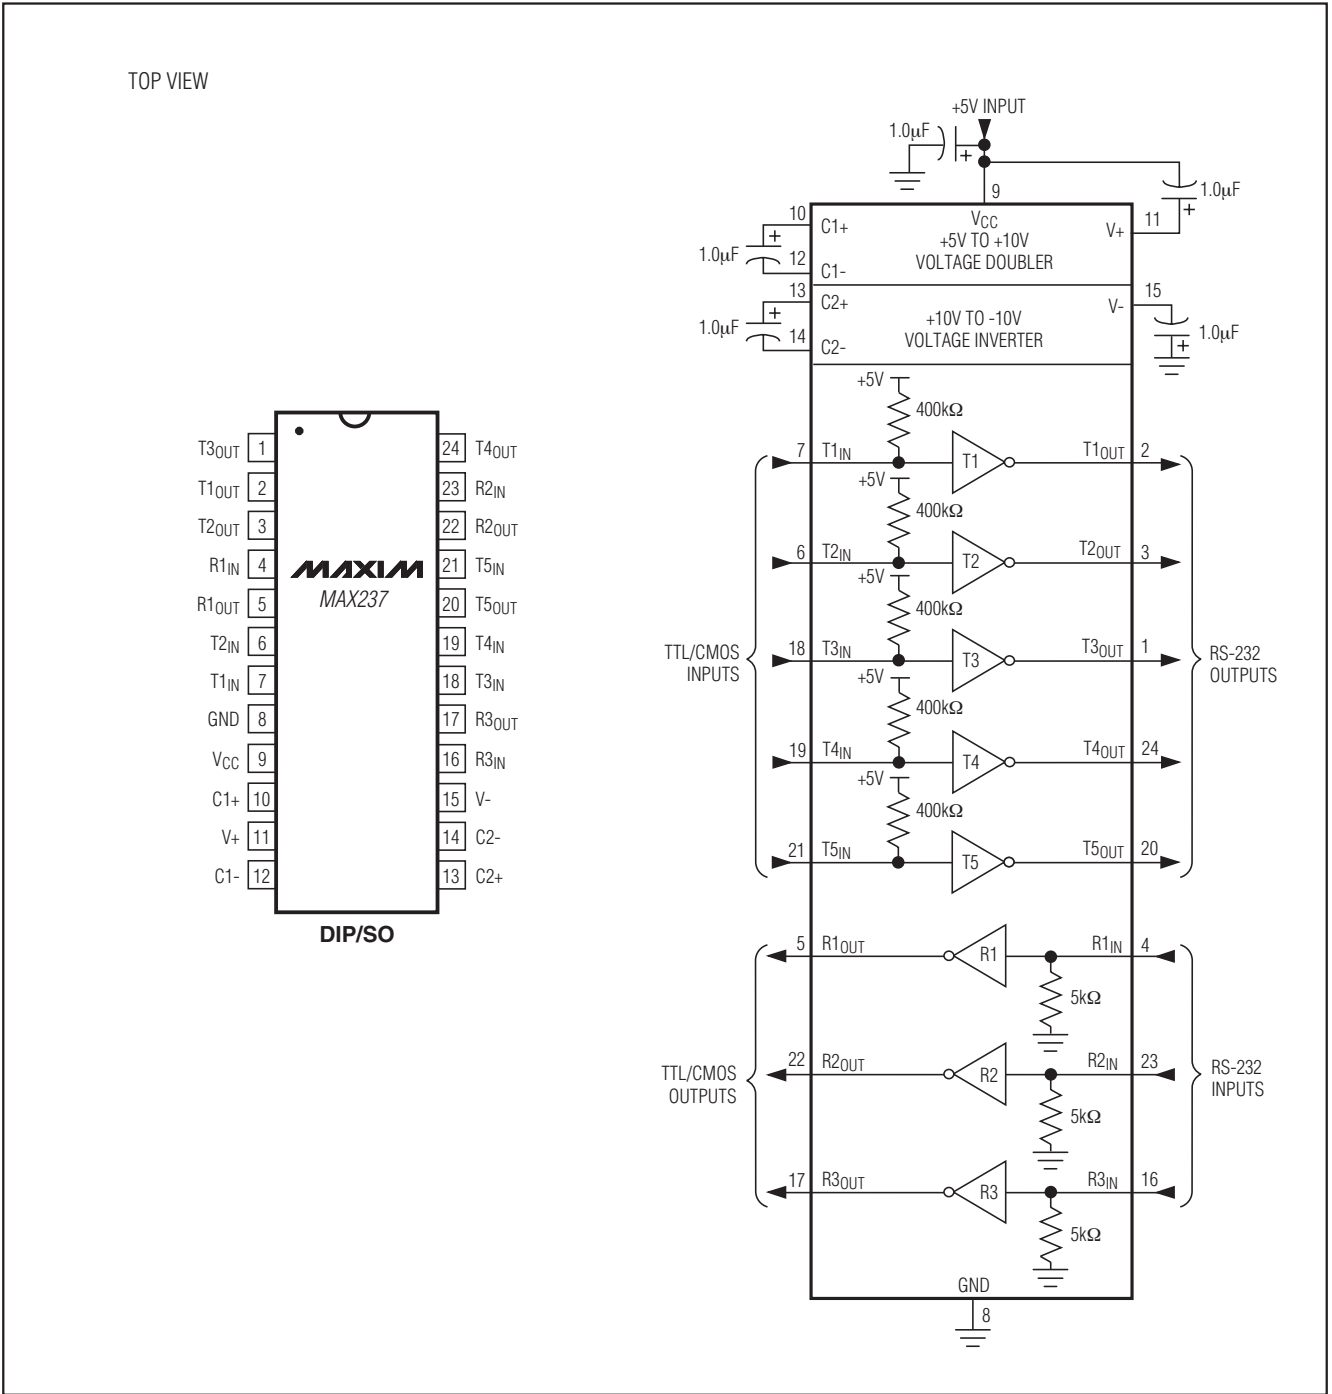 TOP VIEW
T3OUT 1
T1OUT 2
T2OUT 3
R1IN 4
R1OUT 5
T2IN 6
T1IN 7
GND 8
VCC 9
C1+ 10
V+ 11
C1- 12
24 T4OUT
23 R2IN
22 R2OUT
21 T5IN
20 T5OUT
19 T4IN
18 T3IN
17 R3OUT
16 R3IN
15 V-
14 C2-
13 C2+
MAXIM
MAX237
DIP/SO
+5V INPUT
1.0µF
+
9
1.0µF
+
10 C1+
1.0µF
+
12 C1-
VCC
+5V TO +10V
VOLTAGE DOUBLER
V+ 11
13 C2+
1.0µF
+
14 C2-
+10V TO -10V
VOLTAGE INVERTER
V- 15
1.0µF
+
TTL/CMOS
INPUTS
+5V
400kΩ
7 T1IN T1 T1OUT 2
+5V
400kΩ
6 T2IN T2 T2OUT 3
+5V
400kΩ
18 T3IN T3 T3OUT 1
+5V
400kΩ
19 T4IN T4 T4OUT 24
+5V
400kΩ
21 T5IN T5 T5OUT 20
RS-232
OUTPUTS
TTL/CMOS
OUTPUTS
5 R1OUT R1 R1IN 4
5kΩ
22 R2OUT R2 R2IN 23
5kΩ
17 R3OUT R3 R3IN 16
5kΩ
RS-232
INPUTS
GND
8